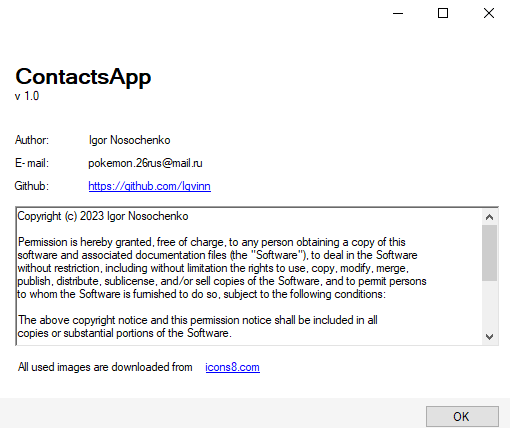 ContactsApp
v 1.0
Author: Igor Nosochenko
E-mail: pokemon.26rus@mail.ru
Github: https://github.com/Igvinn
Copyright (c) 2023 Igor Nosochenko
Permission is hereby granted, free of charge, to any person obtaining a copy of this
software and associated documentation files (the "Software"), to deal in the Software
without restriction, including without limitation the rights to use, copy, modify, merge,
publish, distribute, sublicense, and/or sell copies of the Software, and to permit persons
to whom the Software is furnished to do so, subject to the following conditions:
The above copyright notice and this permission notice shall be included in all
copies or substantial portions of the Software.
All used images are downloaded from icons8.com
OK